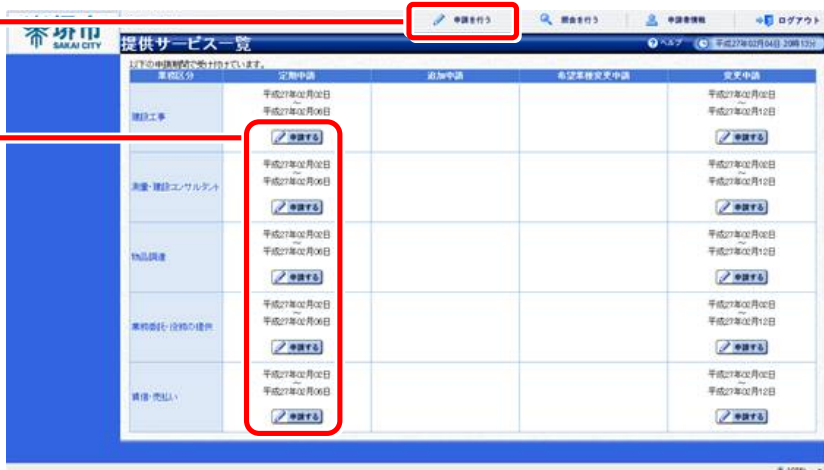 堺市
SAKAI CITY
申請を行う 照会を行う 申請者情報 ログアウト
提供サービス一覧
ヘルプ 平成27年02月04日 20時13分
以下の申請期間で受け付けています。
業務区分 定期申請 追加申請 希望業種変更申請 変更申請
平成27年02月02日 平成27年02月02日
～ ～
建設工事 平成27年02月06日 平成27年02月12日
申請する 申請する
平成27年02月02日 平成27年02月02日
～ ～
測量・建設コンサルタント 平成27年02月06日 平成27年02月12日
申請する 申請する
平成27年02月02日 平成27年02月02日
～ ～
物品調達 平成27年02月06日 平成27年02月12日
申請する 申請する
平成27年02月02日 平成27年02月02日
～ ～
業務委託・役務の提供 平成27年02月06日 平成27年02月12日
申請する 申請する
平成27年02月02日 平成27年02月02日
～ ～
賃借・売払い 平成27年02月06日 平成27年02月12日
申請する 申請する